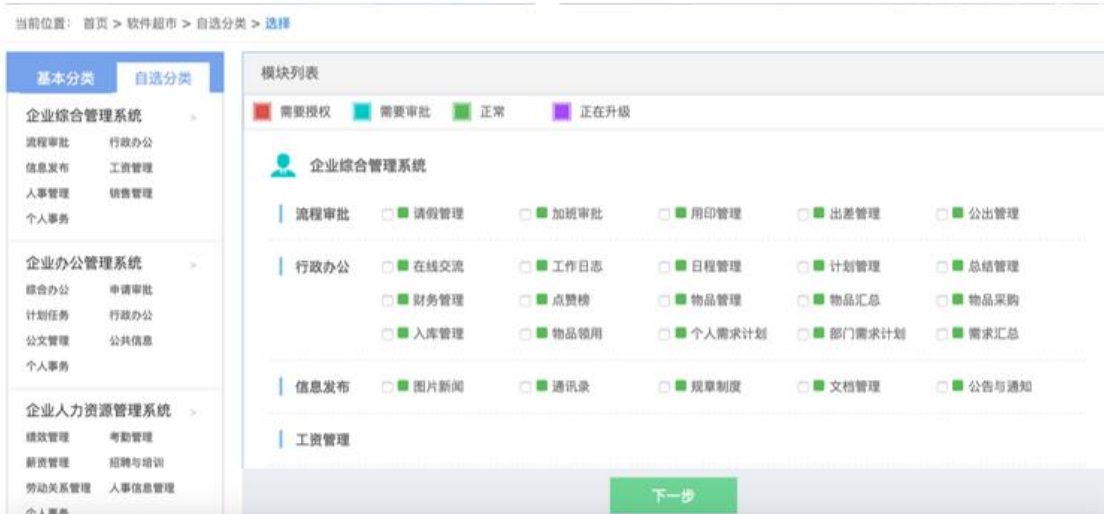 当前位置： 首页 > 软件超市 > 自选分类 > 选择
基本分类 自选分类
企业综合管理系统 >
流程审批 行政办公
信息发布 工资管理
人事管理 销售管理
个人事务
企业办公管理系统 >
综合办公 申请审批
计划任务 行政办公
公文管理 公共信息
个人事务
企业人力资源管理系统 >
绩效管理 考勤管理
薪资管理 招聘与培训
劳动关系管理 人事信息管理
个人事务
模块列表
需要授权 需要审批 正常 正在升级
企业综合管理系统
流程审批 请假管理 加班审批 用印管理 出差管理 公出管理
行政办公 在线交流 工作日志 日程管理 计划管理 总结管理
财务管理 点赞榜 物品管理 物品汇总 物品采购
入库管理 物品领用 个人需求计划 部门需求计划 需求汇总
信息发布 图片新闻 通讯录 规章制度 文档管理 公告与通知
工资管理
下一步